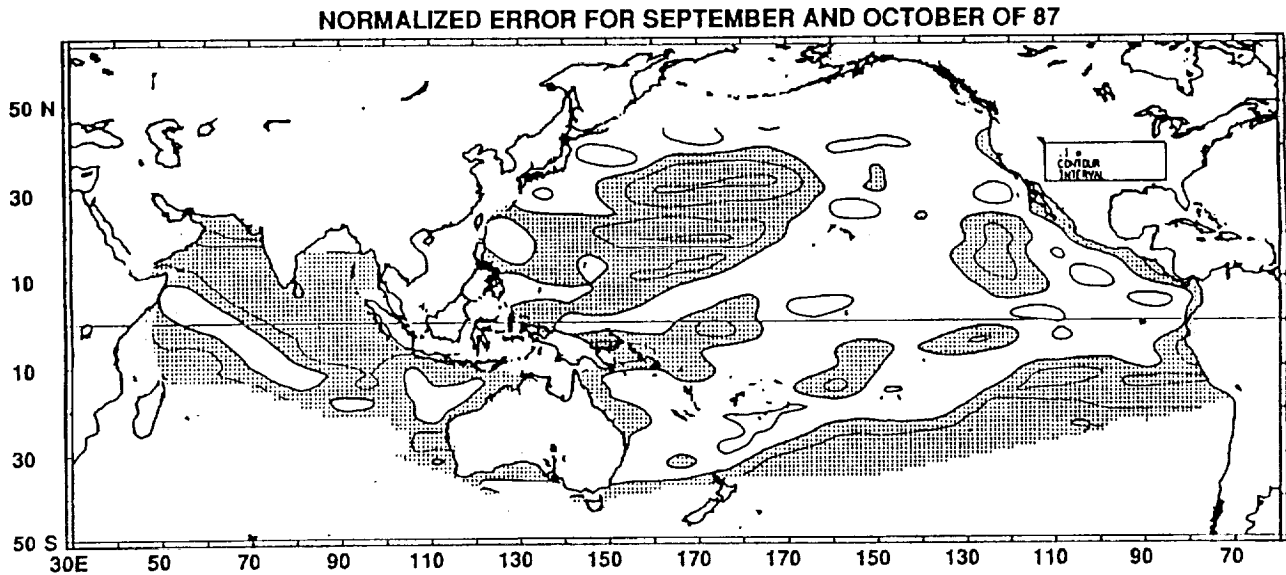 NORMALIZED ERROR FOR SEPTEMBER AND OCTOBER OF 87
50 N
30
10
10
30
50 S
CONTOUR
INTERVAL
30E 50 70 90 110 130 150 170 170 150 130 110 90 70